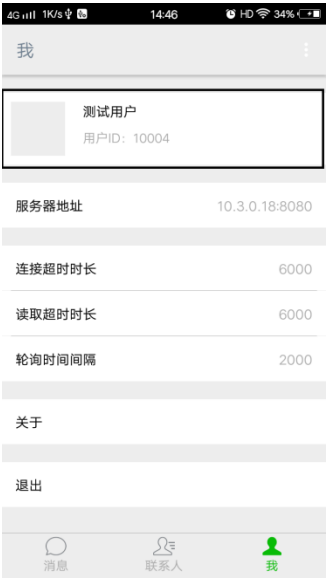 4G 1K/s 14:46 HD 34%
我
测试用户
用户ID: 10004
服务器地址 10.3.0.18:8080
连接超时时长 6000
读取超时时长 6000
轮询时间间隔 2000
关于
退出
消息 联系人 我